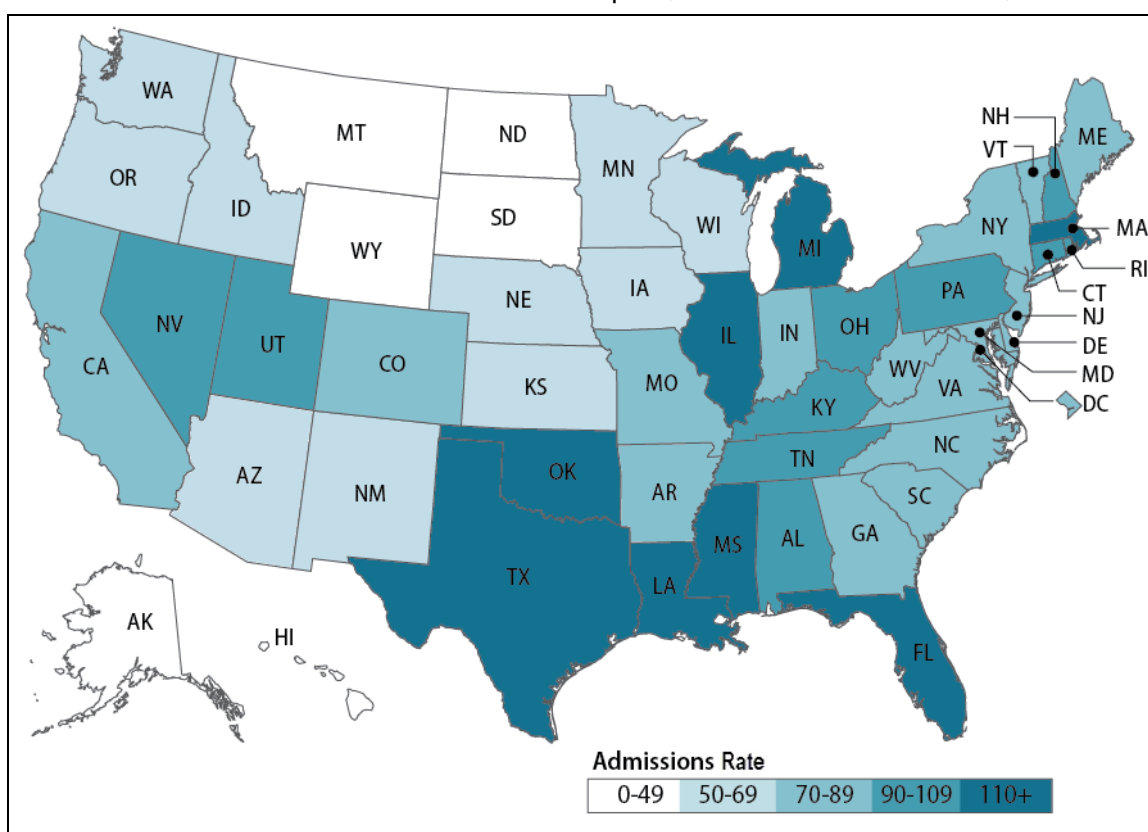 WA
MT
ND
MN
OR
ID
SD
WI
MI
WY
NH
VT
ME
NY
MA
RI
CT
NJ
DE
MD
DC
NV
UT
CO
NE
IA
IL
IN
OH
PA
CA
KS
MO
KY
WV
VA
AZ
NM
OK
AR
TN
NC
SC
TX
LA
MS
AL
GA
FL
AK
HI
Admissions Rate
0-49 50-69 70-89 90-109 110+